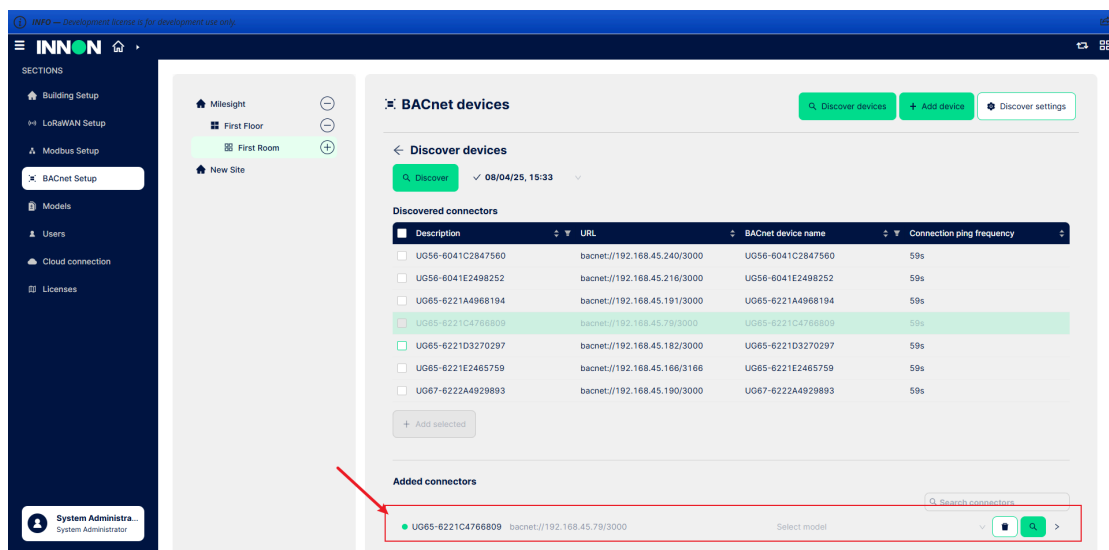 INFO — Development license is for development use only.
INNON
SECTIONS
Building Setup
LoRaWAN Setup
Modbus Setup
BACnet Setup
Models
Users
Cloud connection
Licenses
System Administra...
System Administrator
Milesight
First Floor
First Room
New Site
BACnet devices
Discover devices
+ Add device
Discover settings
Discover devices
Discover
08/04/25, 15:33
Discovered connectors
Description URL BACnet device name Connection ping frequency
UG56-6041C2847560 bacnet://192.168.45.240/3000 UG56-6041C2847560 59s
UG56-6041E2498252 bacnet://192.168.45.216/3000 UG56-6041E2498252 59s
UG65-6221A4968194 bacnet://192.168.45.191/3000 UG65-6221A4968194 59s
UG65-6221C4766809 bacnet://192.168.45.79/3000 UG65-6221C4766809 59s
UG65-6221D3270297 bacnet://192.168.45.182/3000 UG65-6221D3270297 59s
UG65-6221E2465759 bacnet://192.168.45.166/3166 UG65-6221E2465759 59s
UG67-6222A4929893 bacnet://192.168.45.190/3000 UG67-6222A4929893 59s
+ Add selected
Added connectors
Search connectors
UG65-6221C4766809 bacnet://192.168.45.79/3000 Select model